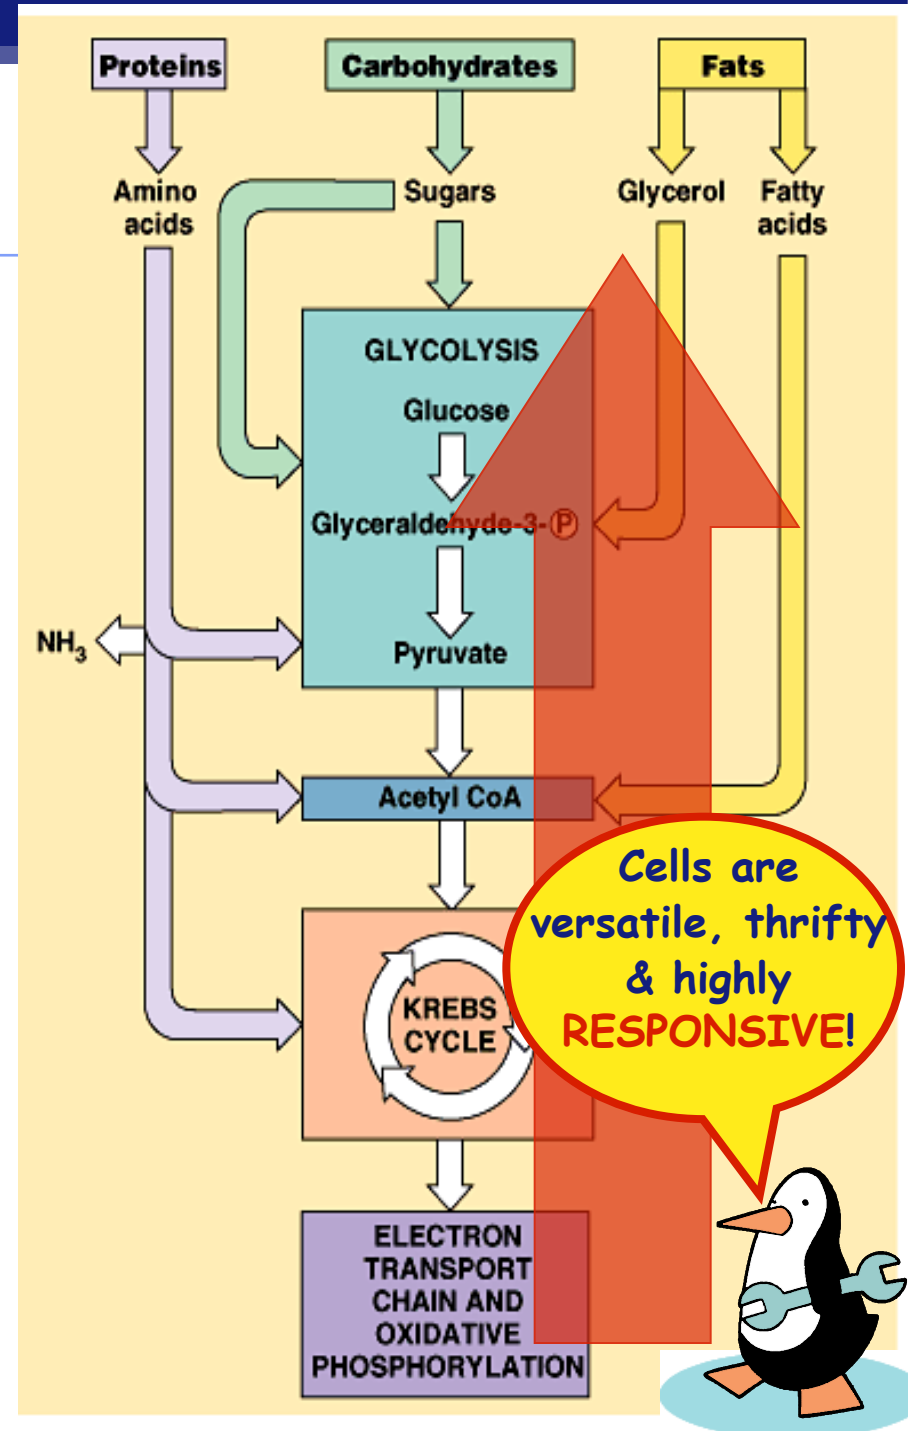 Proteins
Carbohydrates
Fats
Amino
acids
Sugars
Glycerol
Fatty
acids
GLYCOLYSIS
Glucose
Glyceraldehyde-3-P
NH3
Pyruvate
Acetyl CoA
Cells are
versatile, thrifty
& highly
RESPONSIVE!
KREBS
CYCLE
ELECTRON
TRANSPORT
CHAIN AND
OXIDATIVE
PHOSPHORYLATION